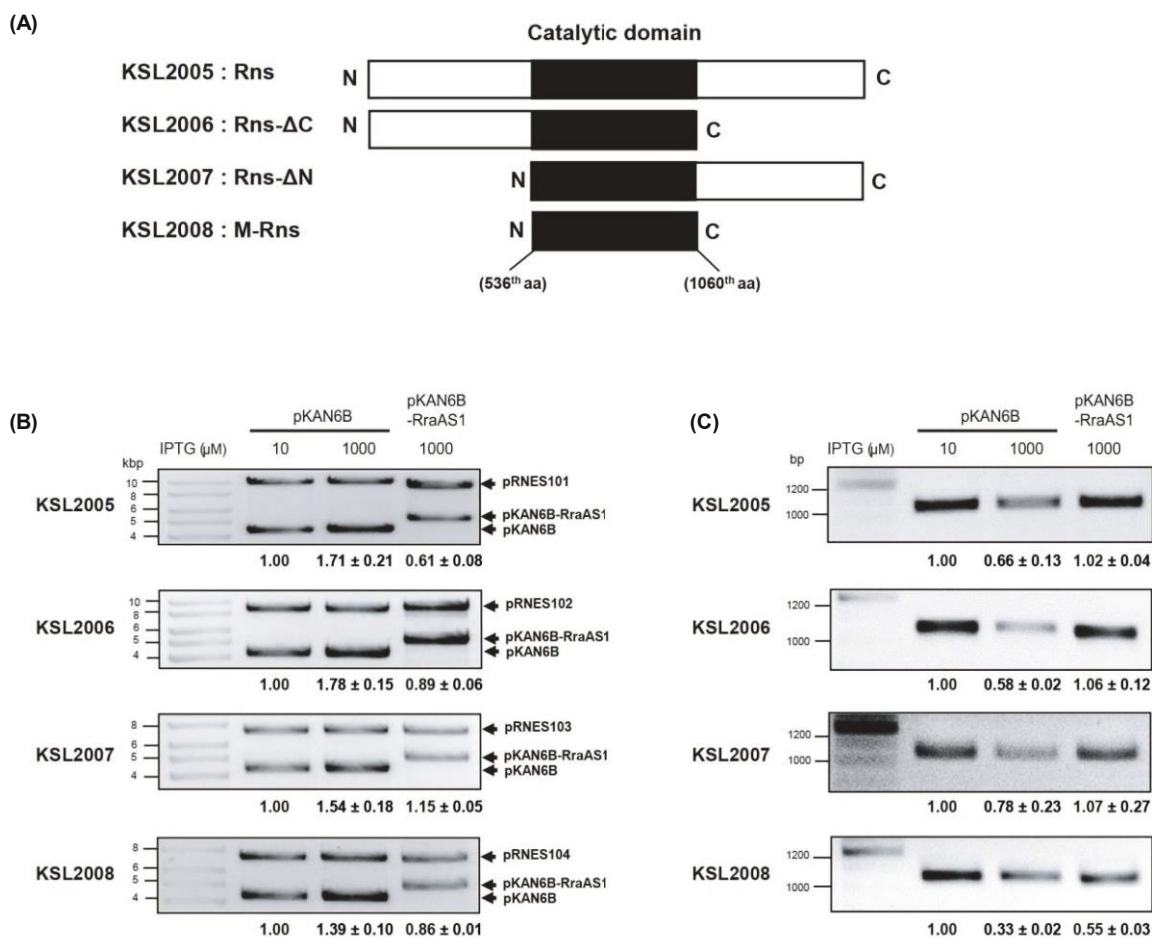 (A)
Catalytic domain
KSL2005 : Rns N C
KSL2006 : Rns-ΔC N C
KSL2007 : Rns-ΔN N C
KSL2008 : M-Rns N C
(536th aa) (1060th aa)
(B)
pKAN6B pKAN6B
-RraAS1
IPTG (μM) 10 1000 1000
kbp
KSL2005
10
8
6
5
4
pRNES101
pKAN6B-RraAS1
pKAN6B
1.00 1.71 ± 0.21 0.61 ± 0.08
KSL2006
10
8
6
5
4
pRNES102
pKAN6B-RraAS1
pKAN6B
1.00 1.78 ± 0.15 0.89 ± 0.06
KSL2007
8
6
5
4
pRNES103
pKAN6B-RraAS1
pKAN6B
1.00 1.54 ± 0.18 1.15 ± 0.05
KSL2008
8
6
5
4
pRNES104
pKAN6B-RraAS1
pKAN6B
1.00 1.39 ± 0.10 0.86 ± 0.01
(C)
pKAN6B pKAN6B
-RraAS1
IPTG (μM) 10 1000 1000
bp
KSL2005
1200
1000
1.00 0.66 ± 0.13 1.02 ± 0.04
KSL2006
1200
1000
1.00 0.58 ± 0.02 1.06 ± 0.12
KSL2007
1200
1000
1.00 0.78 ± 0.23 1.07 ± 0.27
KSL2008
1200
1000
1.00 0.33 ± 0.02 0.55 ± 0.03